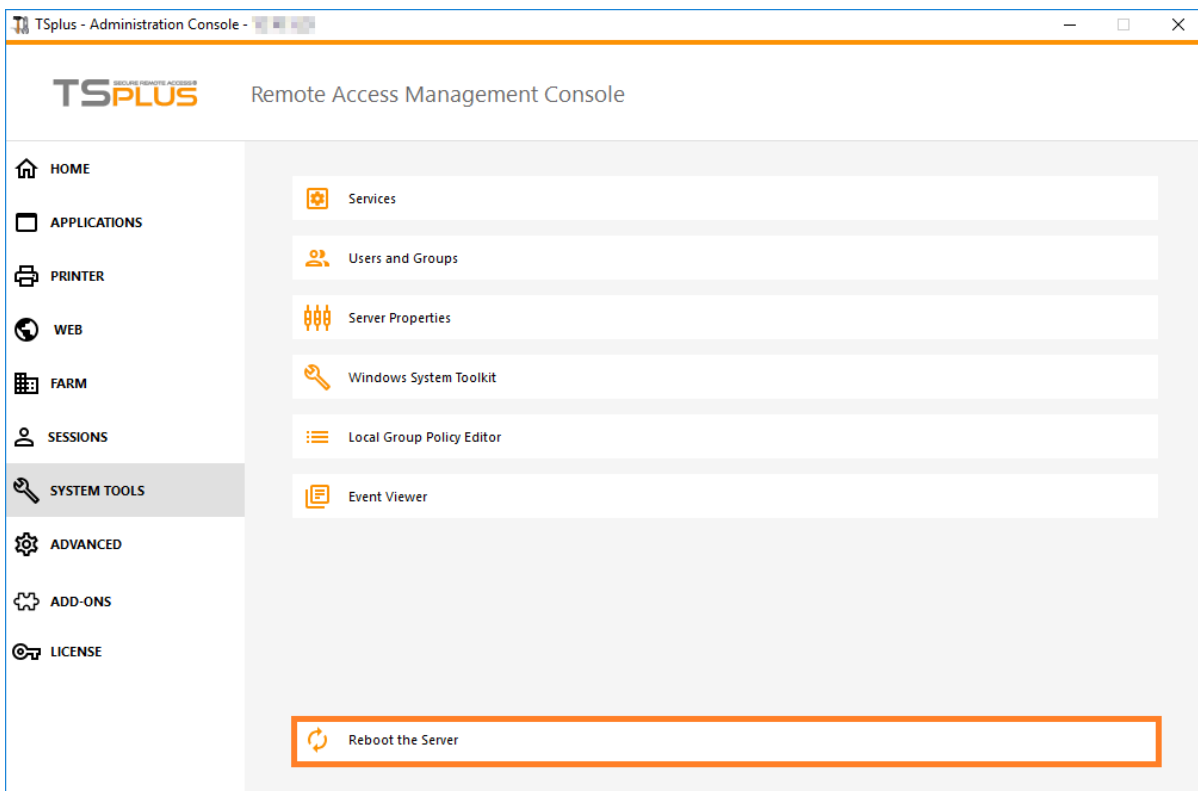 TSplus - Administration Console -
TSPLUS SECURE REMOTE ACCESS®
Remote Access Management Console
HOME
APPLICATIONS
PRINTER
WEB
FARM
SESSIONS
SYSTEM TOOLS
ADVANCED
ADD-ONS
LICENSE
Services
Users and Groups
Server Properties
Windows System Toolkit
Local Group Policy Editor
Event Viewer
Reboot the Server